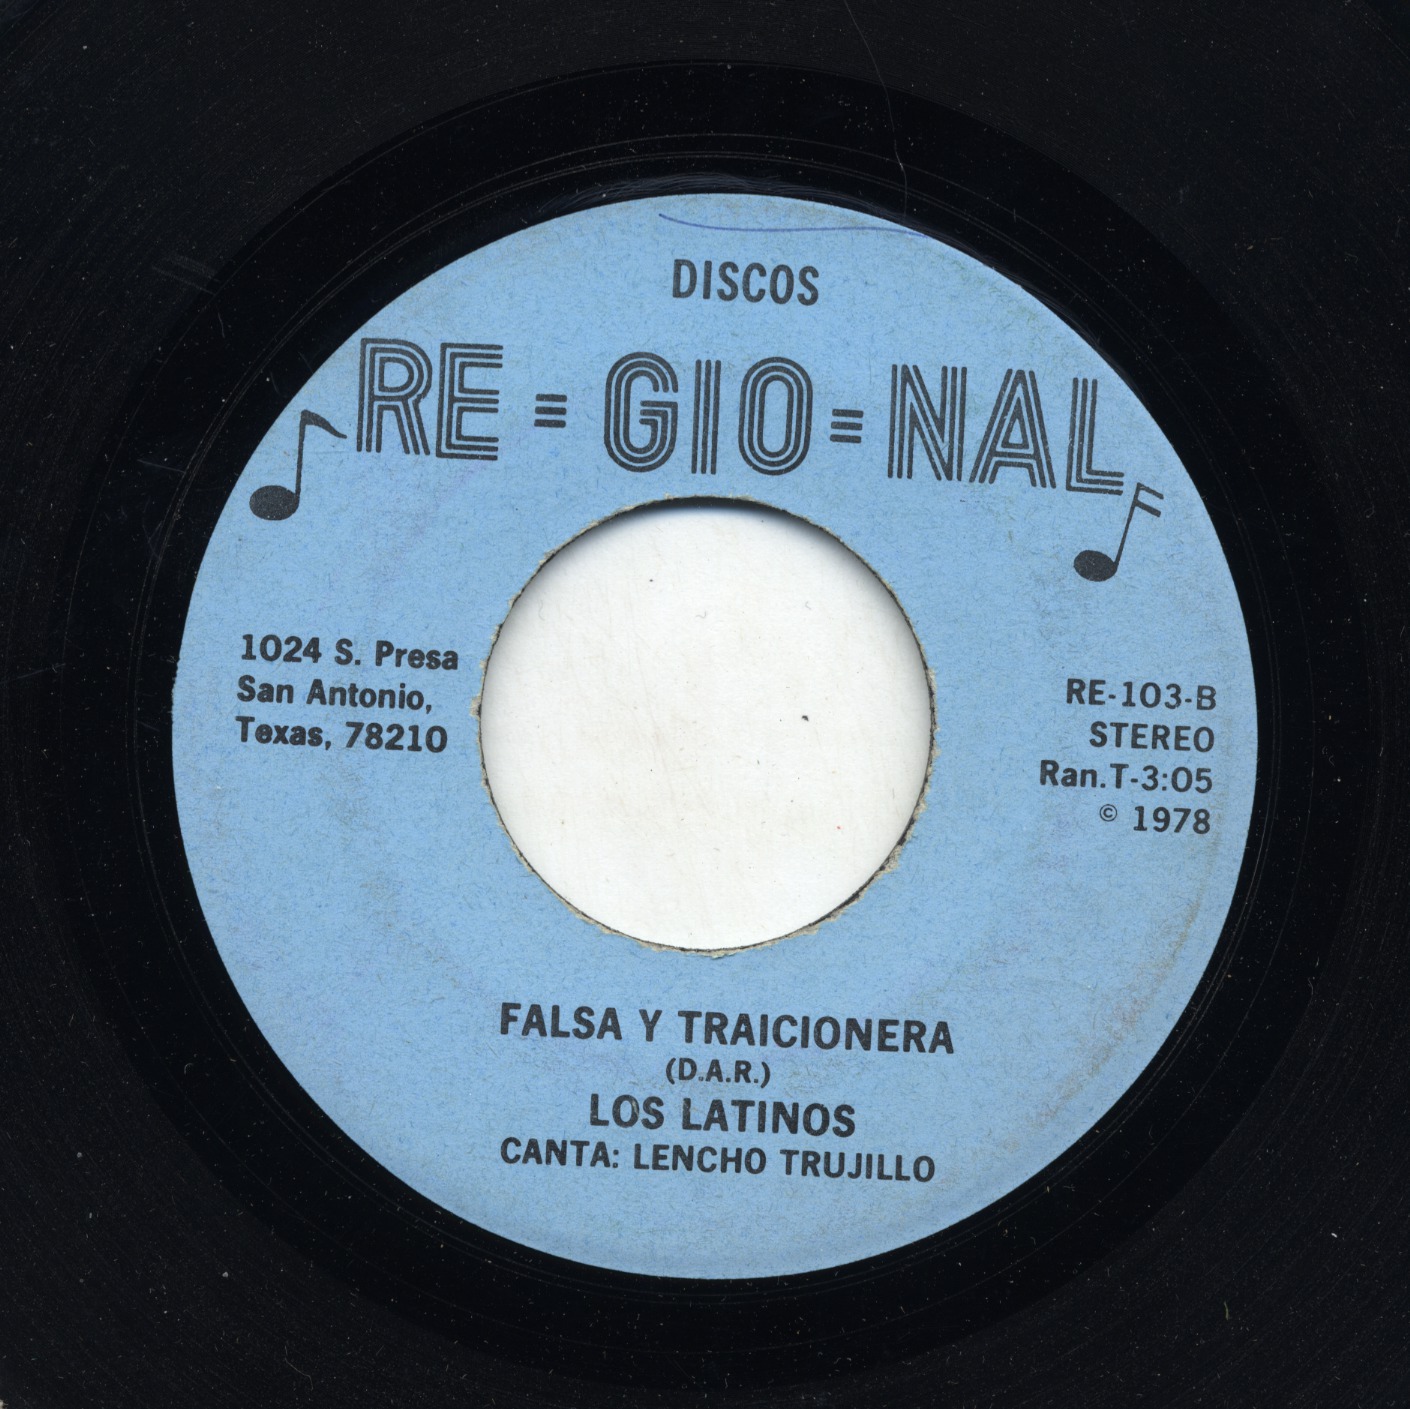 DISCOS
RE=GIO=NAL
1024 S. Presa
San Antonio,
Texas, 78210
RE-103-B
STEREO
Ran.T-3:05
© 1978
FALSA Y TRAICIONERA
(D.A.R.)
LOS LATINOS
CANTA: LENCHO TRUJILLO